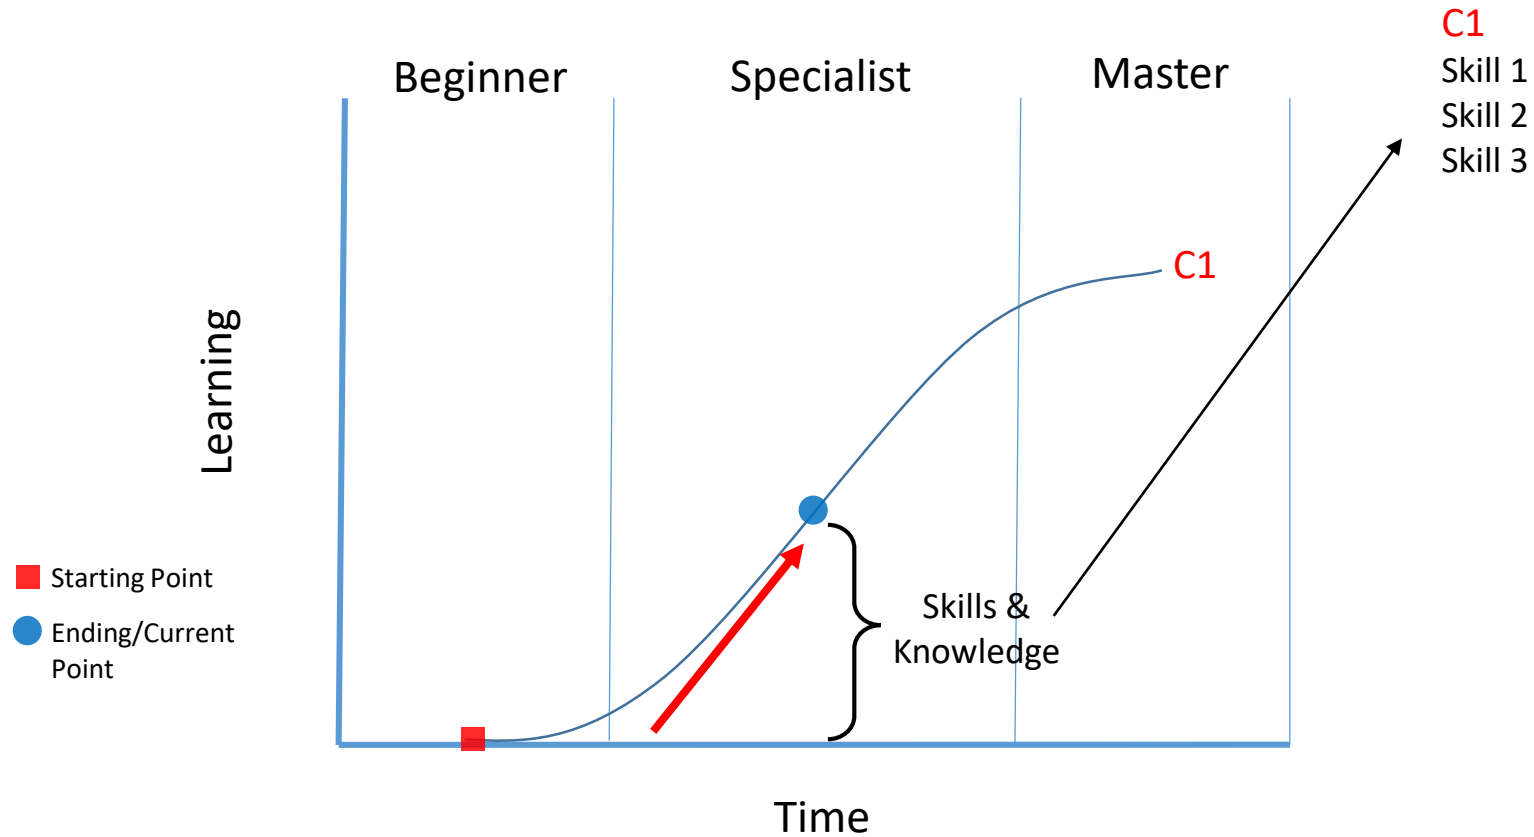 C1
Skill 1
Skill 2
Skill 3
Beginner
Specialist
Master
C1
Learning
Starting Point
Ending/Current
Point
Skills &
Knowledge
Time